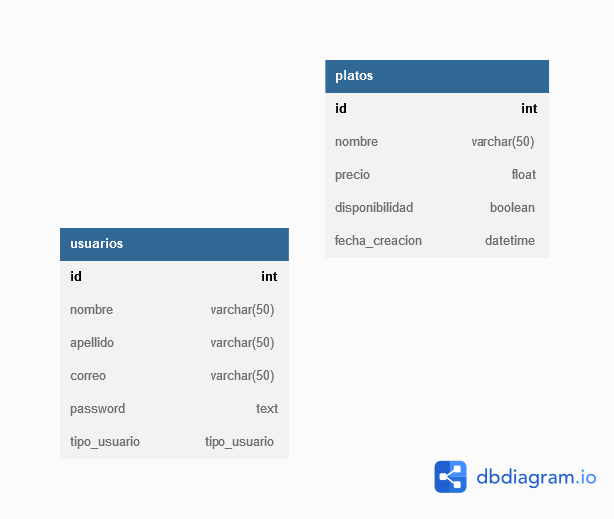 platos
id int
nombre varchar(50)
precio float
disponibilidad boolean
fecha_creacion datetime
usuarios
id int
nombre varchar(50)
apellido varchar(50)
correo varchar(50)
password text
tipo_usuario tipo_usuario
dbdiagram.io